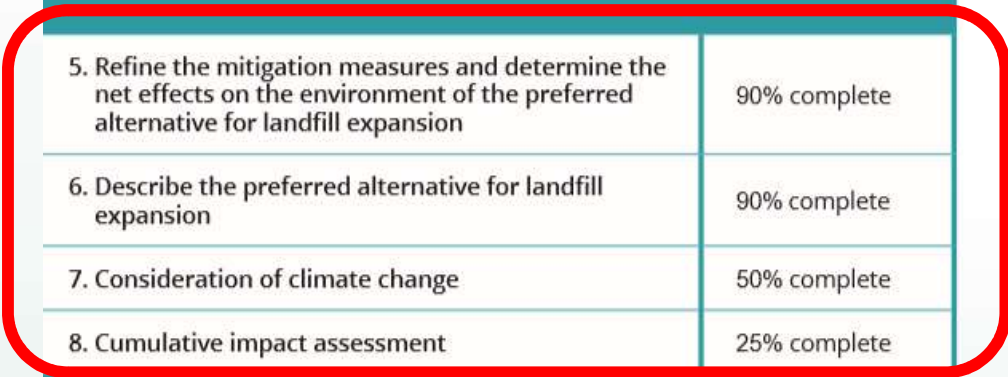 5. Refine the mitigation measures and determine the
net effects on the environment of the preferred
alternative for landfill expansion
90% complete
6. Describe the preferred alternative for landfill
expansion
90% complete
7. Consideration of climate change
50% complete
8. Cumulative impact assessment
25% complete